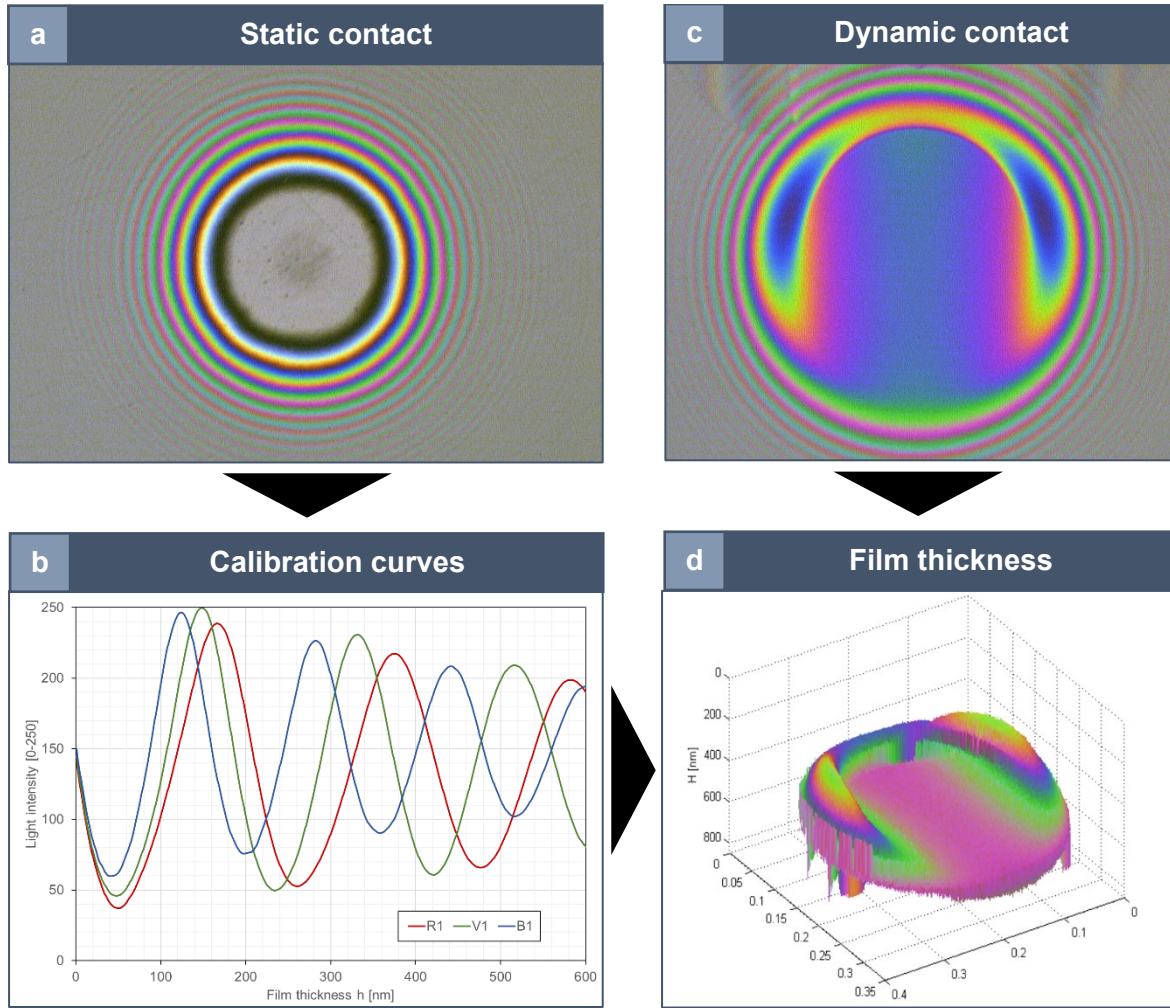 a Static contact
c Dynamic contact
b Calibration curves
250
200
150
100
50
0
Light intensity [0-250]
R1 V1 B1
0 100 200 300 400 500 600
Film thickness h [nm]
d Film thickness
0
200
400
600
800
H [nm]
0
0.05
0.1
0.15
0.2
0.25
0.3
0.35
0.4
0.3
0.2
0.1
0